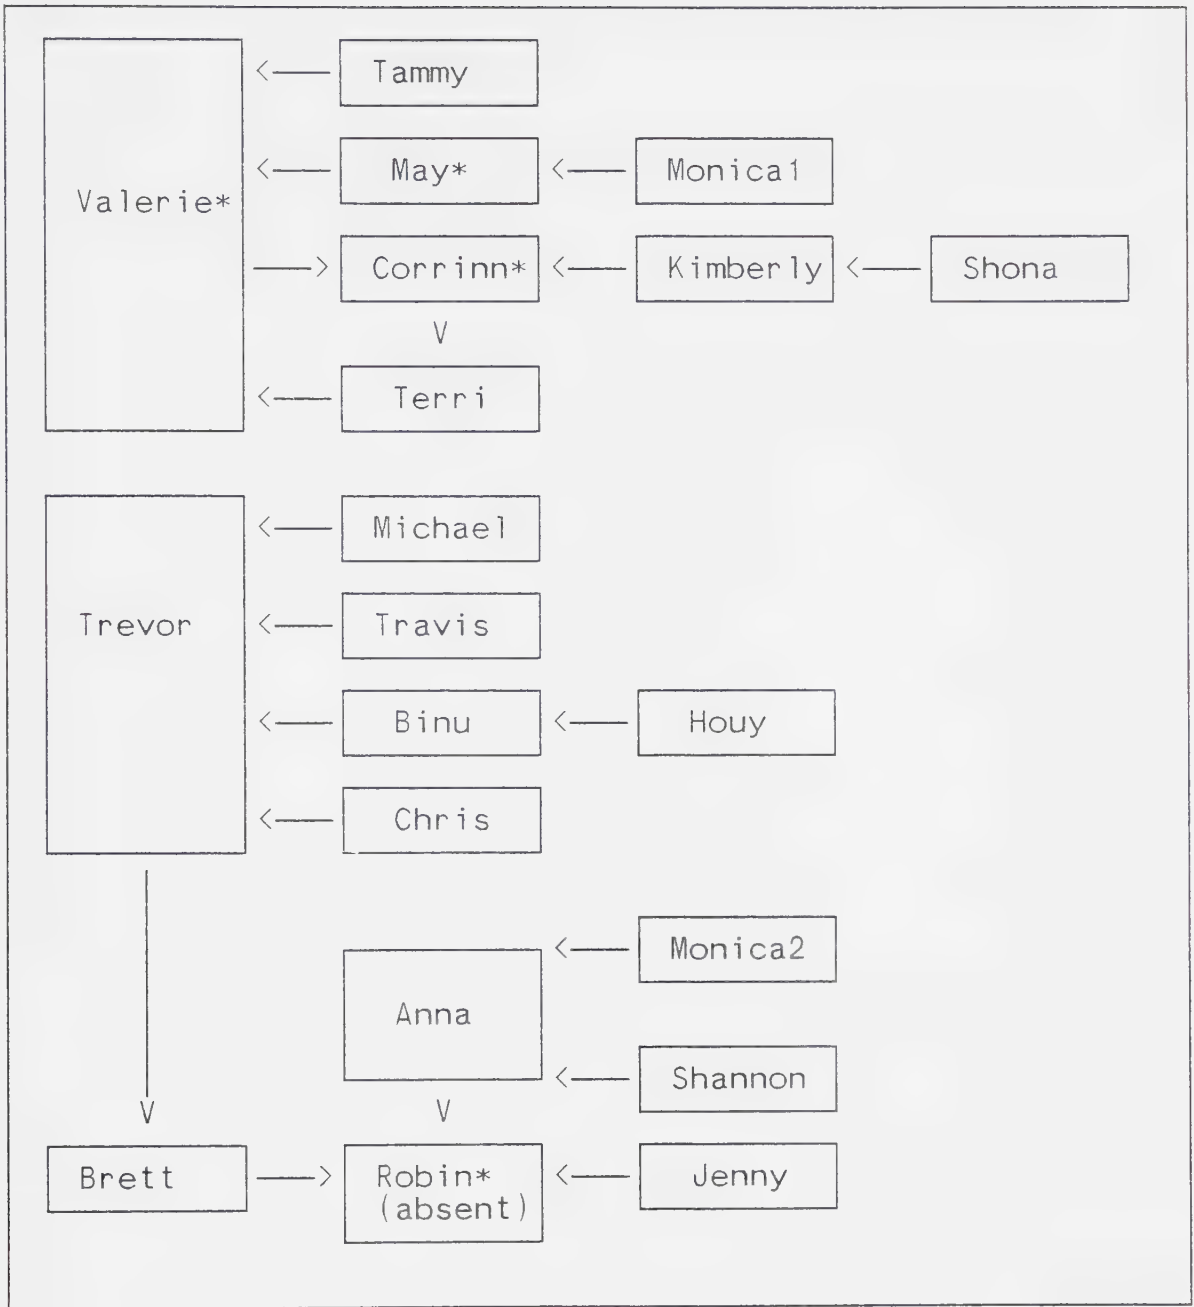 Tammy
May*
Monica1
Valerie*
Corrinn*
Kimberly
Shona
Terri
Michael
Trevor
Travis
Binu
Houy
Chris
Monica2
Anna
Shannon
Brett
Robin*
(absent)
Jenny